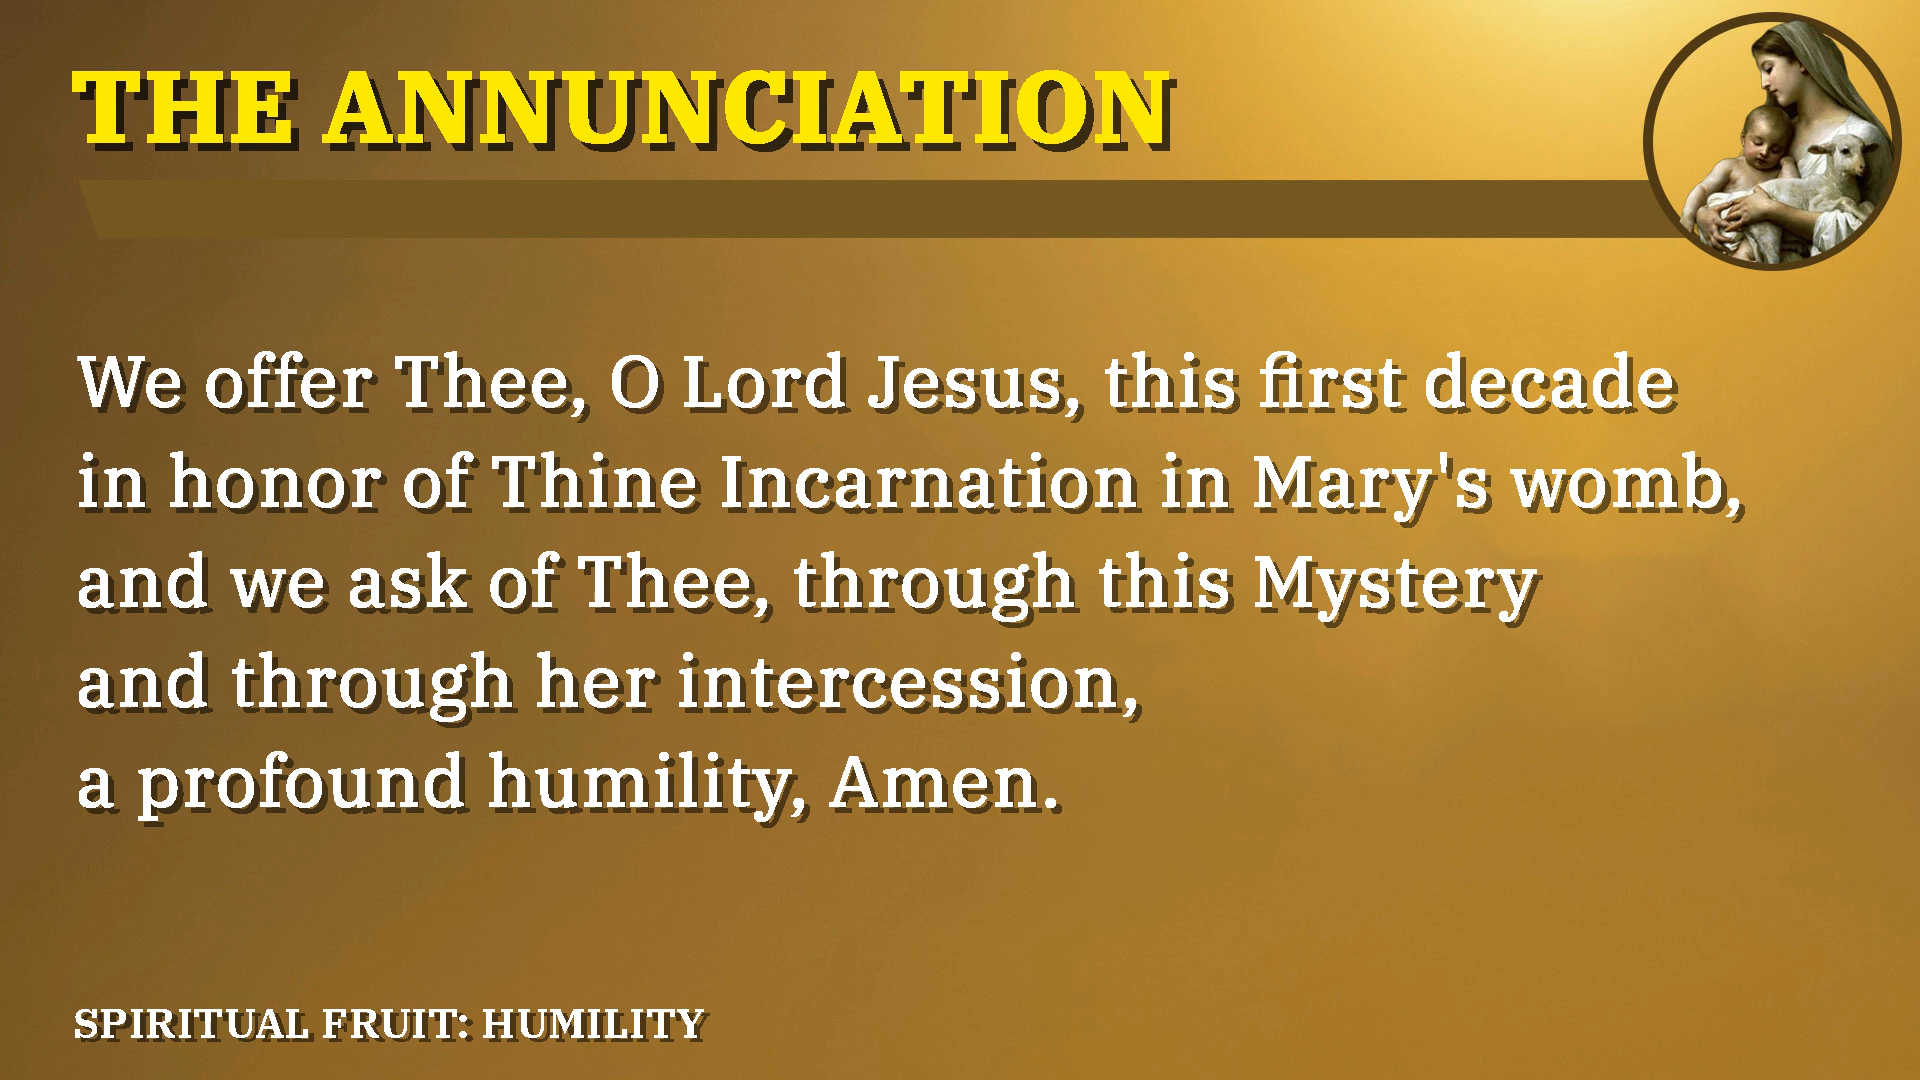 THE ANNUNCIATION
We offer Thee, O Lord Jesus, this first decade
in honor of Thine Incarnation in Mary's womb,
and we ask of Thee, through this Mystery
and through her intercession,
a profound humility, Amen.
SPIRITUAL FRUIT: HUMILITY